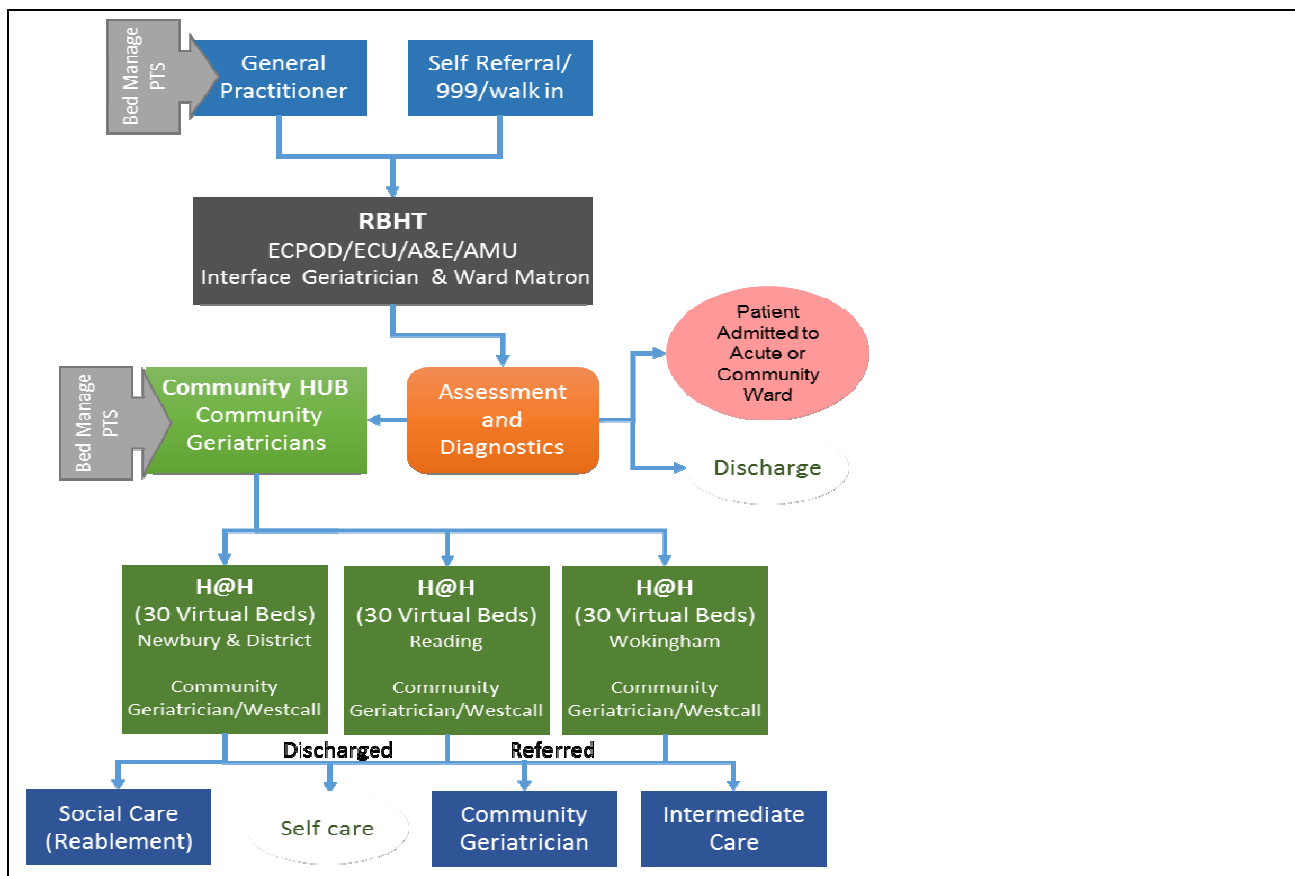 Bed Manage
PTS
General
Practitioner
Self Referral/
999/walk in
RBHT
ECPOD/ECU/A&E/AMU
Interface Geriatrician & Ward Matron
Patient
Admitted to
Acute or
Community
Ward
Bed Manage
PTS
Community HUB
Community
Geriatricians
Assessment
and
Diagnostics
Discharge
H@H
(30 Virtual Beds)
Newbury & District
Community
Geriatrician/Westcall
H@H
(30 Virtual Beds)
Reading
Community
Geriatrician/Westcall
H@H
(30 Virtual Beds)
Wokingham
Community
Geriatrician/Westcall
Discharged
Referred
Social Care
(Reablement)
Self care
Community
Geriatrician
Intermediate
Care